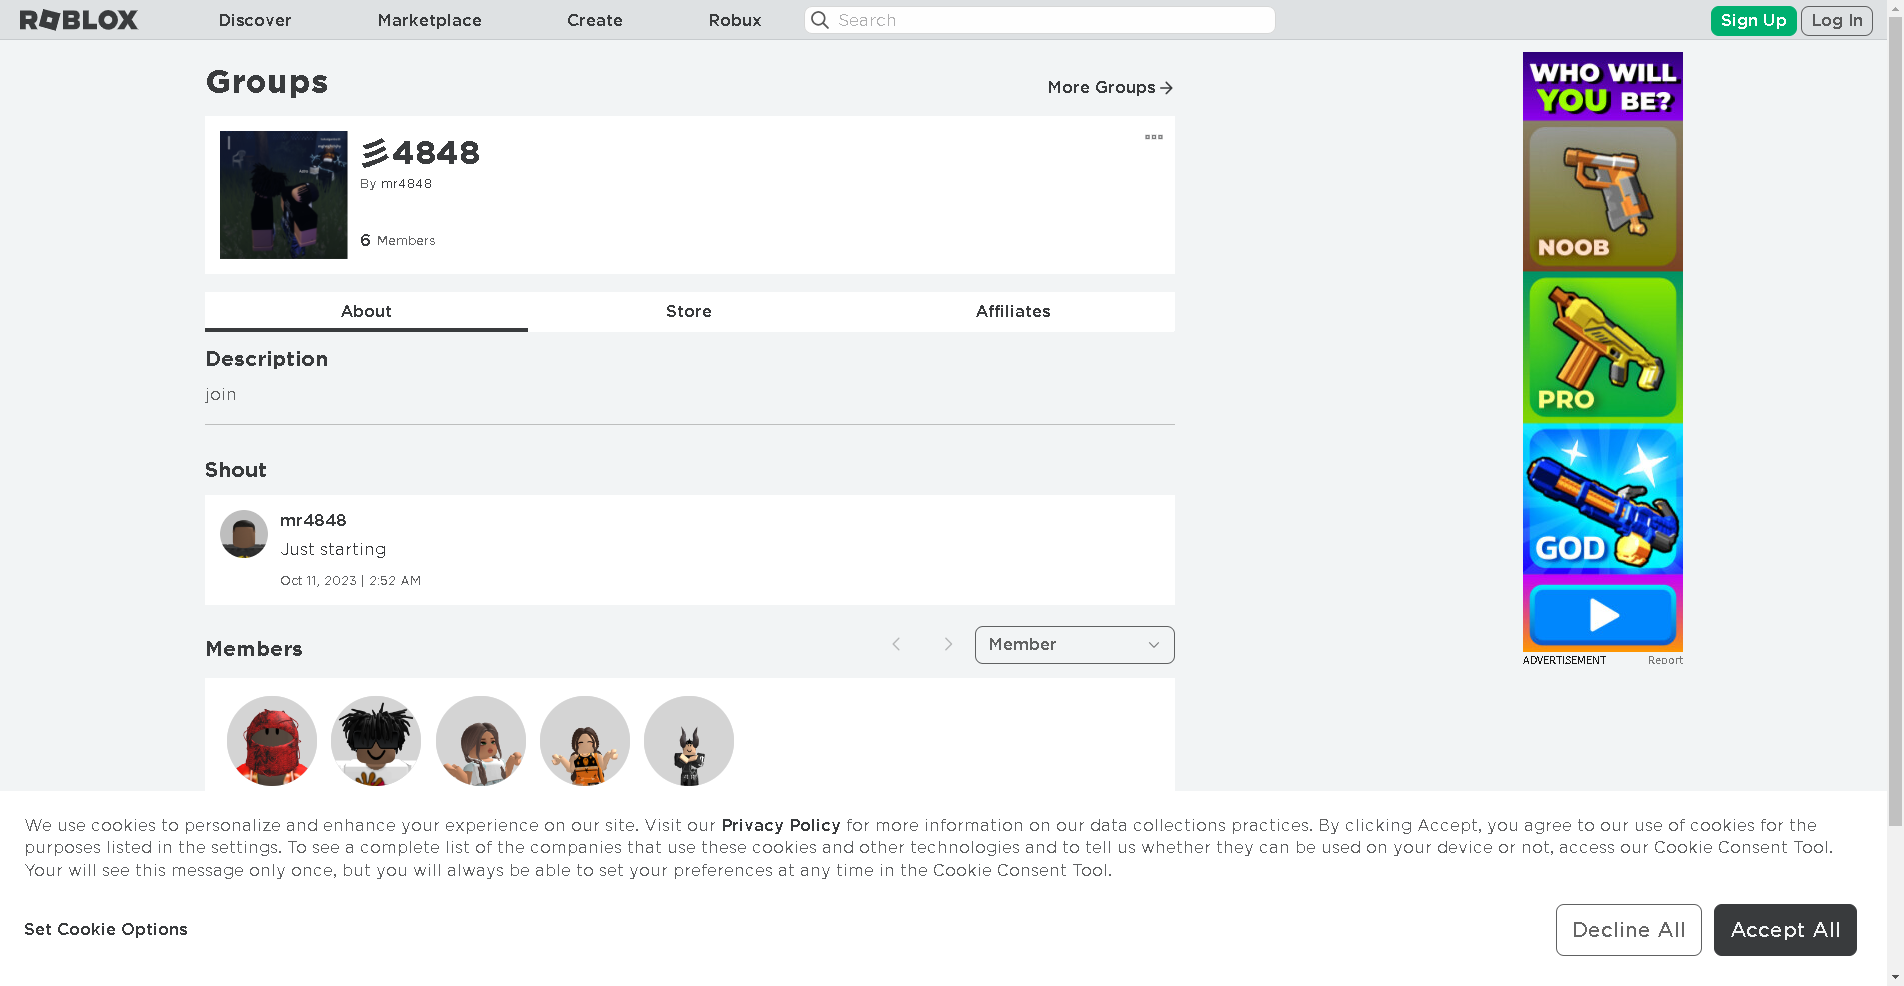 ROBLOX
Discover
Marketplace
Create
Robux
Search
Sign Up
Log In
Groups
More Groups
彡4848
By mr4848
6 Members
About
Store
Affiliates
Description
join
Shout
mr4848
Just starting
Oct 11, 2023 | 2:52 AM
Members
Member
WHO WILL
YOU BE?
NOOB
PRO
GOD
ADVERTISEMENT
Report
We use cookies to personalize and enhance your experience on our site. Visit our Privacy Policy for more information on our data collections practices. By clicking Accept, you agree to our use of cookies for the
purposes listed in the settings. To see a complete list of the companies that use these cookies and other technologies and to tell us whether they can be used on your device or not, access our Cookie Consent Tool.
Your will see this message only once, but you will always be able to set your preferences at any time in the Cookie Consent Tool.
Set Cookie Options
Decline All
Accept All